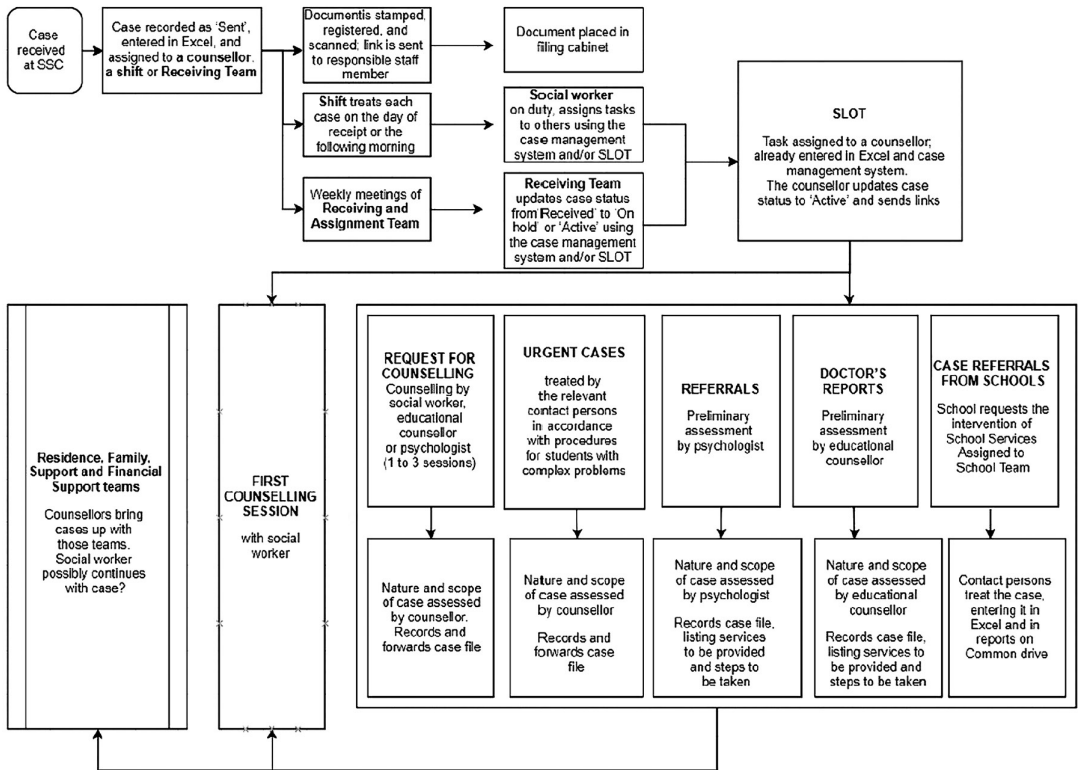 Case
received
at SSC
Case recorded as ‘Sent’,
entered in Excel, and
assigned to a counsellor,
a shift or Receiving Team
Documentis stamped,
registered, and
scanned; link is sent
to responsible staff
member
Document placed in
filing cabinet
Shift treats each
case on the day of
receipt or the
following morning
Social worker
on duty, assigns tasks
to others using the
case management
system and/or SLOT
Weekly meetings of
Receiving and
Assignment Team
Receiving Team
updates case status
from‘Received’ to ‘On
hold’ or ‘Active’ using
the case management
system and/or SLOT
SLOT
Task assigned to a counsellor;
already entered in Excel and case
management system.
The counsellor updates case
status to ‘Active’ and sends links
Residence, Family,
Support and Financial
Support teams
Counsellors bring
cases up with
those teams.
Social worker
possibly continues
with case?
FIRST
COUNSELLING
SESSION
with social
worker
REQUEST FOR
COUNSELLING
Counselling by
social worker,
educational
counsellor
or psychologist
(1 to 3 sessions)
Nature and scope
of case assessed
by counsellor.
Records and
forwards case file
URGENT CASES
treated by
the relevant
contact persons
in accordance
with procedures
for students with
complex problems
Nature and scope
of case assessed
by counsellor
Records and
forwards case
file
REFERRALS
Preliminary
assessment
by psychologist
Nature and scope
of case assessed
by psychologist
Records case file,
listing services
to be provided
and steps to
be taken
DOCTOR’S
REPORTS
Preliminary
assessment
by educational
counsellor
Nature and scope
of case assessed
by educational
counsellor
Records case file,
listing services to
be provided and
steps to be taken
CASE REFERRALS
FROM SCHOOLS
School requests the
intervention of
School Services
Assigned to
School Team
Contact persons
treat the case,
entering it in
Excel and in
reports on
Common drive